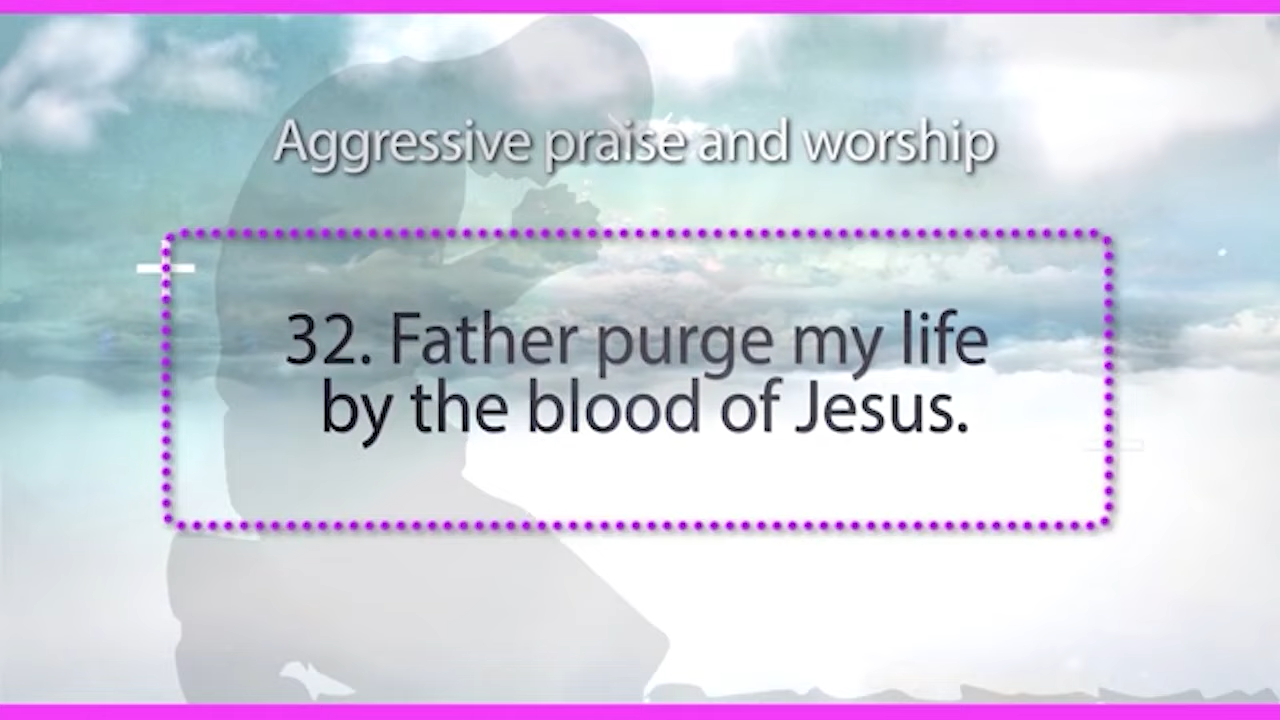 Aggressive praise and worship
32. Father purge my life
by the blood of Jesus.